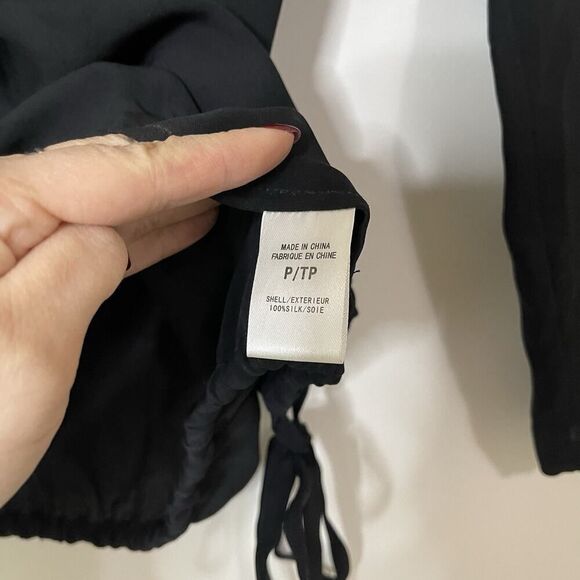 MADE IN CHINA
FABRIQUE EN CHINE
P/TP
SHELL/EXTERIEUR
100%SILK/SOIE